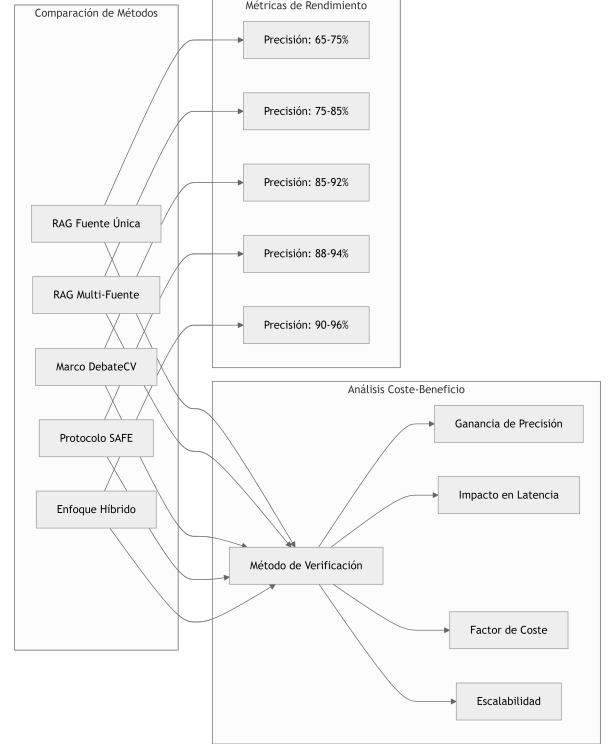 Comparación de Métodos
RAG Fuente Única
RAG Multi-Fuente
Marco DebateCV
Protocolo SAFE
Enfoque Híbrido
Métricas de Rendimiento
Precisión: 65-75%
Precisión: 75-85%
Precisión: 85-92%
Precisión: 88-94%
Precisión: 90-96%
Análisis Coste-Beneficio
Método de Verificación
Ganancia de Precisión
Impacto en Latencia
Factor de Coste
Escalabilidad